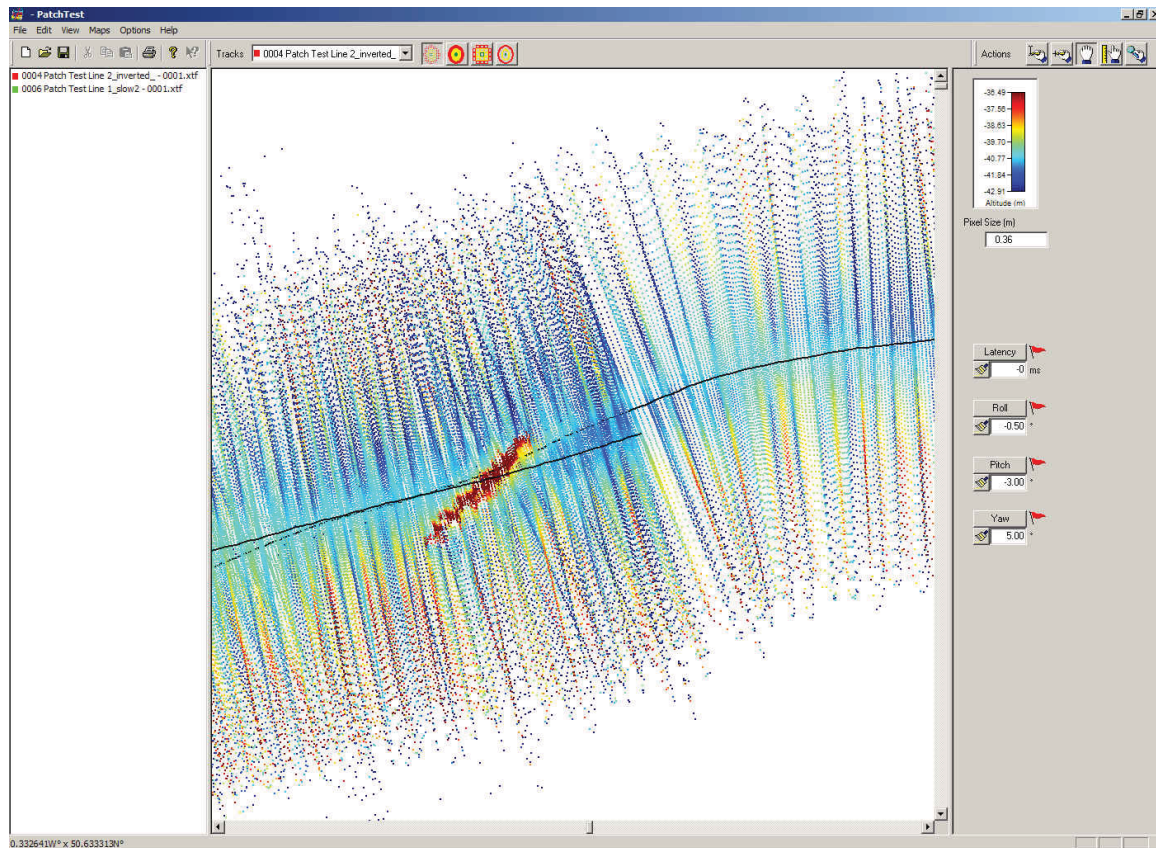 - PatchTest
File Edit View Maps Options Help
Tracks 0004 Patch Test Line 2_inverted_ Actions
0004 Patch Test Line 2_inverted_ - 0001.xtf
0006 Patch Test Line 1_slow2 - 0001.xtf
-36.49
-37.56
-38.63
-39.70
-40.77
-41.84
-42.91
Altitude (m)
Pixel Size (m)
0.36
Latency
-0 ms
Roll
-0.50 °
Pitch
-3.00 °
Yaw
5.00 °
0.332641W° x 50.633313N°